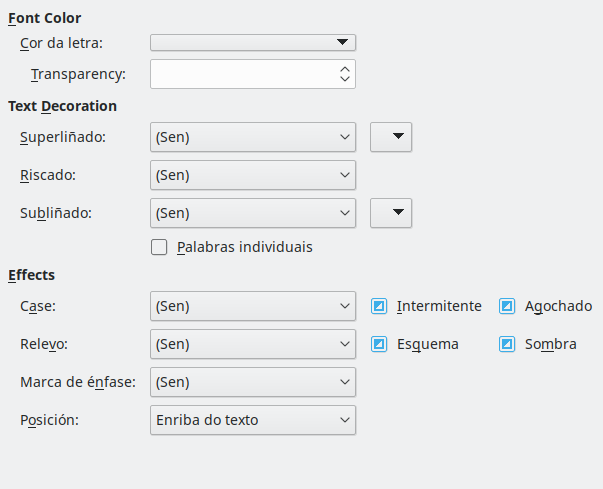 Font Color
Cor da letra:
Transparency:
Text Decoration
Superliñado: (Sen)
Riscado: (Sen)
Subliñado: (Sen)
Palabras individuais
Effects
Case: (Sen) Intermitente Agochado
Relevo: (Sen) Esquema Sombra
Marca de énfase: (Sen)
Posición: Enriba do texto